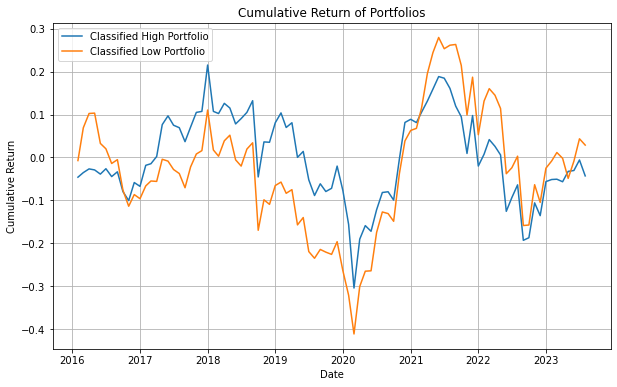 Cumulative Return of Portfolios
Classified High Portfolio
Classified Low Portfolio
Cumulative Return
0.3
0.2
0.1
0.0
−0.1
−0.2
−0.3
−0.4
2016 2017 2018 2019 2020 2021 2022 2023
Date